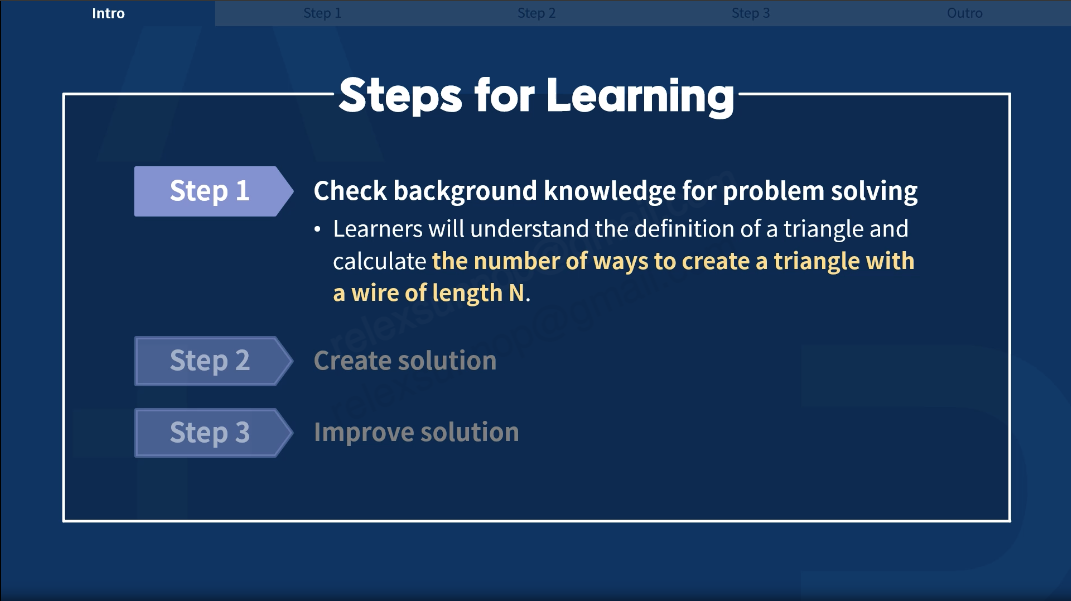 Intro
Step 1
Step 2
Step 3
Outro
Steps for Learning
Step 1
Check background knowledge for problem solving
• Learners will understand the definition of a triangle and
calculate the number of ways to create a triangle with
a wire of length N.
Step 2
Create solution
Step 3
Improve solution